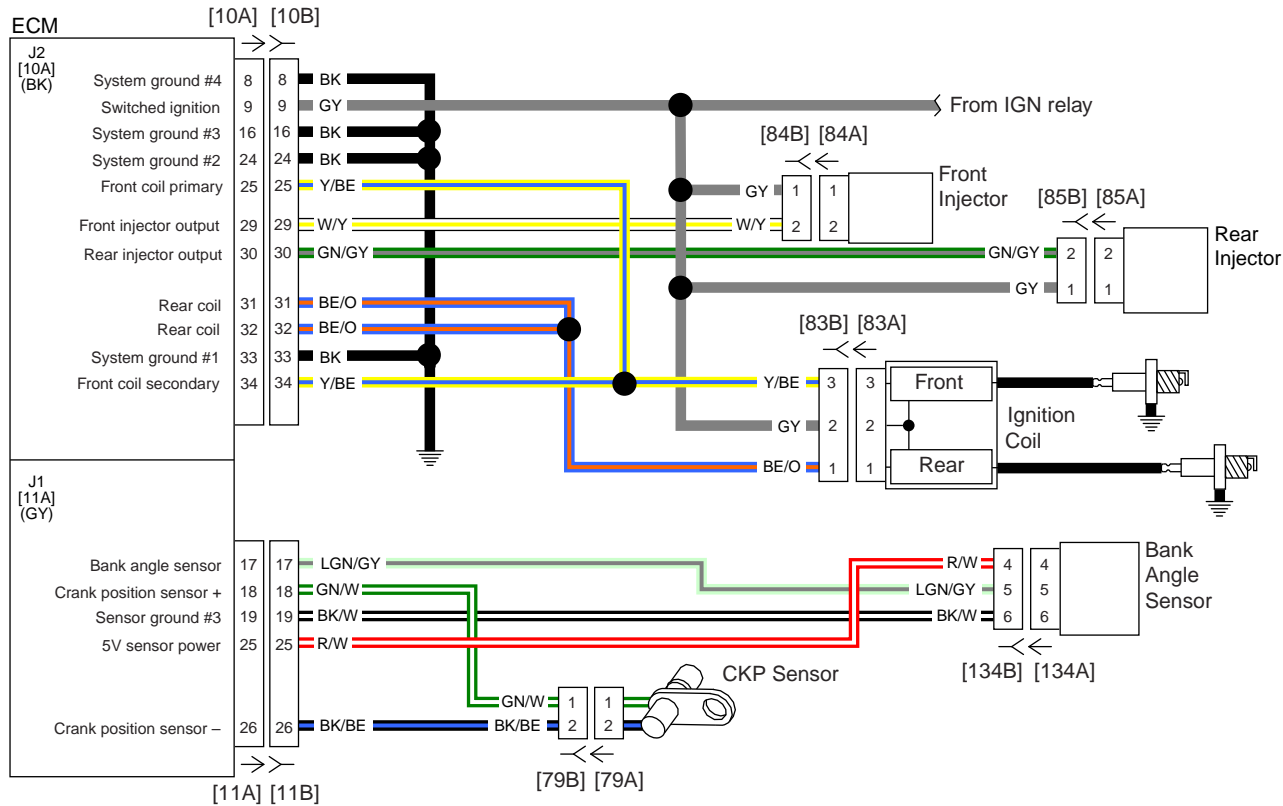 [10A] [10B]
ECM
J2
[10A]
(BK)
System ground #4 8 8 BK
Switched ignition 9 9 GY
From IGN relay
System ground #3 16 16 BK
System ground #2 24 24 BK
Front coil primary 25 25 Y/BE
Front injector output 29 29 W/Y
Rear injector output 30 30 GN/GY
Rear coil 31 31 BE/O
Rear coil 32 32 BE/O
System ground #1 33 33 BK
Front coil secondary 34 34 Y/BE
[84B] [84A]
GY 1 1
W/Y 2 2
Front
Injector
[85B] [85A]
GN/GY 2 2
GY 1 1
Rear
Injector
[83B] [83A]
Y/BE 3 3 Front
GY 2 2
BE/O 1 1 Rear
Ignition
Coil
J1
[11A]
(GY)
Bank angle sensor 17 17 LGN/GY
Crank position sensor + 18 18 GN/W
Sensor ground #3 19 19 BK/W
5V sensor power 25 25 R/W
Crank position sensor – 26 26 BK/BE
[11A] [11B]
R/W 4 4
LGN/GY 5 5
BK/W 6 6
Bank
Angle
Sensor
[134B] [134A]
CKP Sensor
GN/W 1 1
BK/BE 2 2
[79B] [79A]